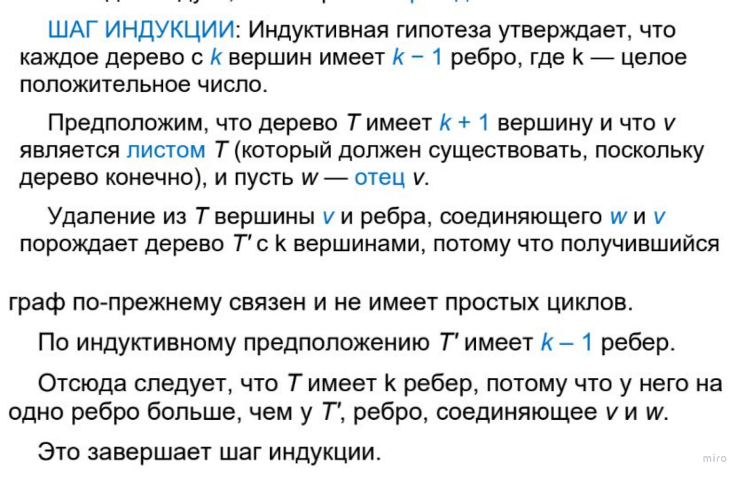 ШАГ ИНДУКЦИИ: Индуктивная гипотеза утверждает, что
каждое дерево с k вершин имеет k − 1 ребро, где k — целое
положительное число.
Предположим, что дерево T имеет k + 1 вершину и что v
является листом T (который должен существовать, поскольку
дерево конечно), и пусть w — отец v.
Удаление из T вершины v и ребра, соединяющего w и v
порождает дерево T' с k вершинами, потому что получившийся
граф по-прежнему связен и не имеет простых циклов.
По индуктивному предположению T' имеет k – 1 ребер.
Отсюда следует, что T имеет k ребер, потому что у него на
одно ребро больше, чем у T', ребро, соединяющее v и w.
Это завершает шаг индукции.
miro